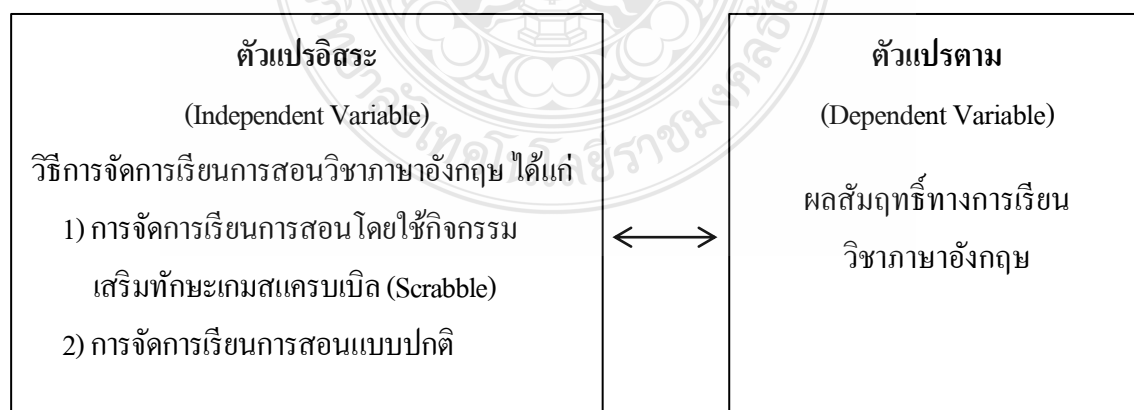 ตัวแปรอิสระ
(Independent Variable)
วิธีการจัดการเรียนการสอนวิชาภาษาอังกฤษ ได้แก่
1) การจัดการเรียนการสอนโดยใช้กิจกรรม
เสริมทักษะเกมสแครบเบิล (Scrabble)
2) การจัดการเรียนการสอนแบบปกติ
ตัวแปรตาม
(Dependent Variable)
ผลสัมฤทธิ์ทางการเรียน
วิชาภาษาอังกฤษ